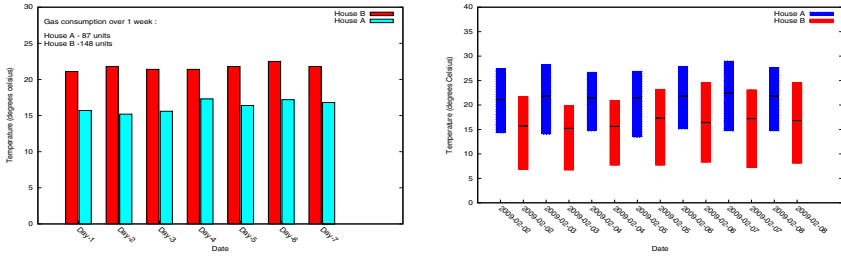 30
25
20
15
10
5
0
Temperature (degrees celsius)
Gas consumption over 1 week :
House A - 87 units
House B -148 units
House B
House A
Day-1
Day-2
Day-3
Day-4
Day-5
Day-6
Day-7
Date
40
35
30
25
20
15
10
5
0
Temperature (degrees Celsius)
House A
House B
2009-02-02
2009-02-02
2009-02-03
2009-02-03
2009-02-04
2009-02-04
2009-02-05
2009-02-05
2009-02-06
2009-02-06
2009-02-07
2009-02-07
2009-02-08
2009-02-08
Date